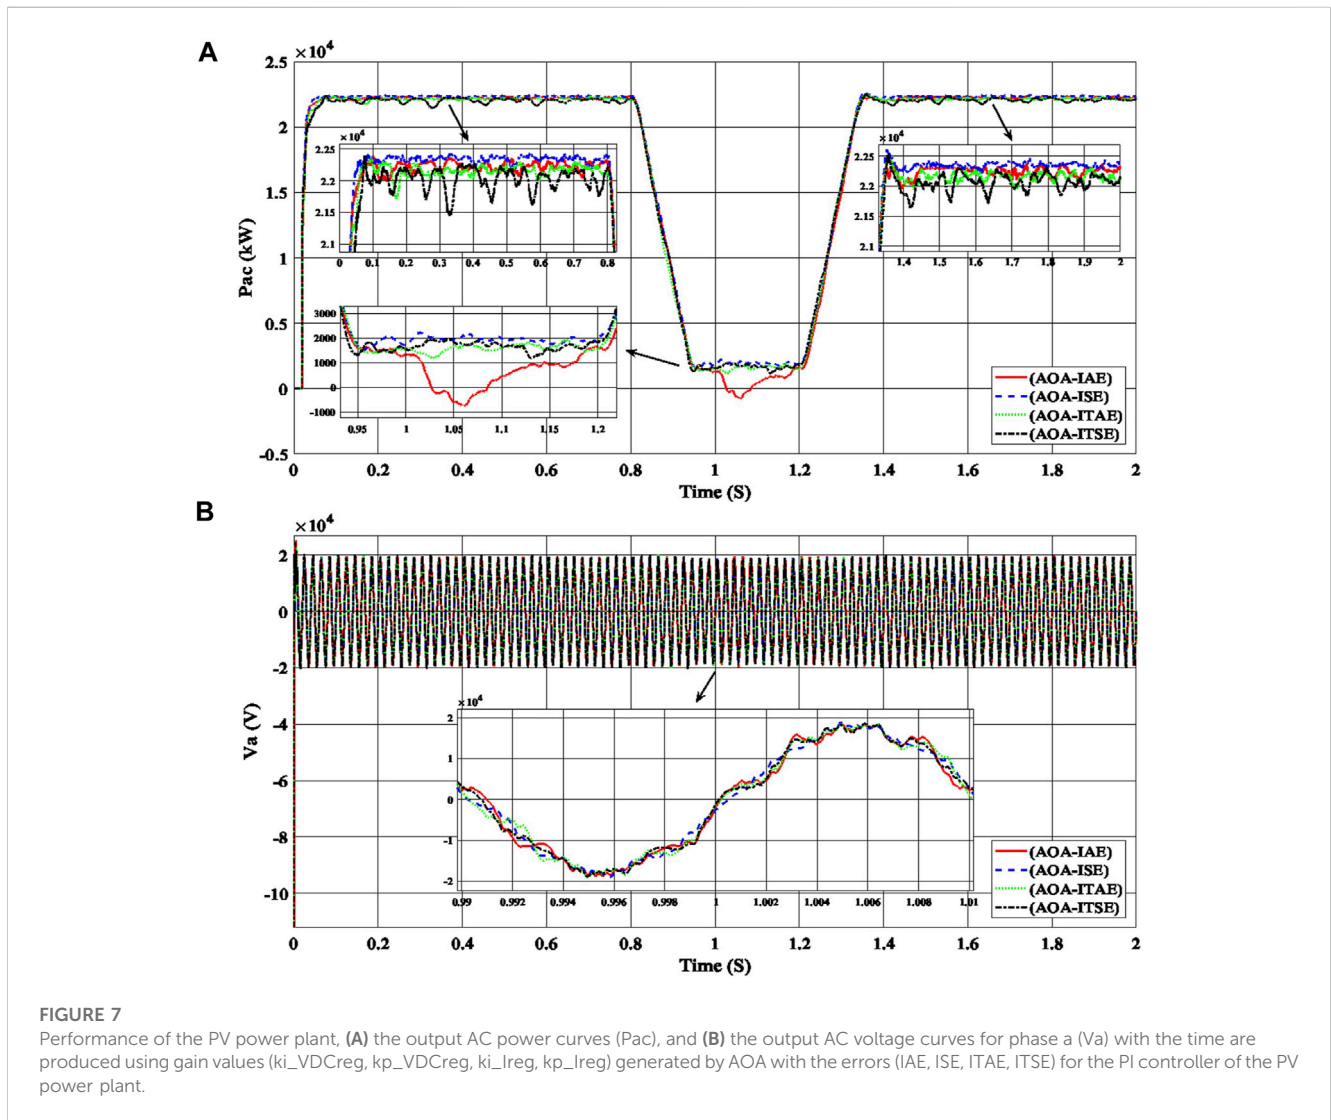 A
×10⁴
2.5
2
1.5
1
0.5
0
-0.5
Pac (kW)
×10⁴
2.25
2.2
2.15
2.1
0 0.1 0.2 0.3 0.4 0.5 0.6 0.7 0.8
×10⁴
2.25
2.2
2.15
2.1
1.4 1.5 1.6 1.7 1.8 1.9 2
3000
2000
1000
0
-1000
0.95 1 1.05 1.1 1.15 1.2
(AOA-IAE)
(AOA-ISE)
(AOA-ITAE)
(AOA-ITSE)
0 0.2 0.4 0.6 0.8 1 1.2 1.4 1.6 1.8 2
Time (S)
B
×10⁴
2
0
-2
-4
-6
-8
-10
Va (V)
×10⁴
2
1
0
-1
-2
0.99 0.992 0.994 0.996 0.998 1 1.002 1.004 1.006 1.008 1.01
(AOA-IAE)
(AOA-ISE)
(AOA-ITAE)
(AOA-ITSE)
0 0.2 0.4 0.6 0.8 1 1.2 1.4 1.6 1.8 2
Time (S)
FIGURE 7
Performance of the PV power plant, (A) the output AC power curves (Pac), and (B) the output AC voltage curves for phase a (Va) with the time are
produced using gain values (ki_VDCreg, kp_VDCreg, ki_Ireg, kp_Ireg) generated by AOA with the errors (IAE, ISE, ITAE, ITSE) for the PI controller of the PV
power plant.